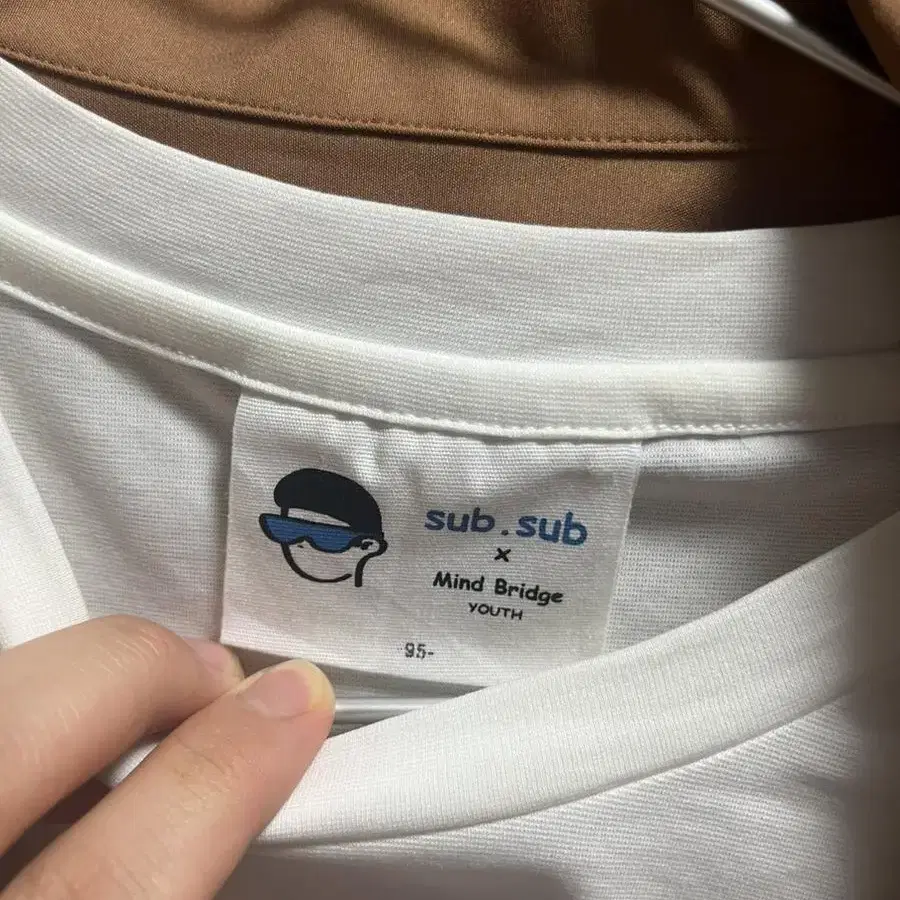 sub.sub
×
Mind Bridge
YOUTH
95-